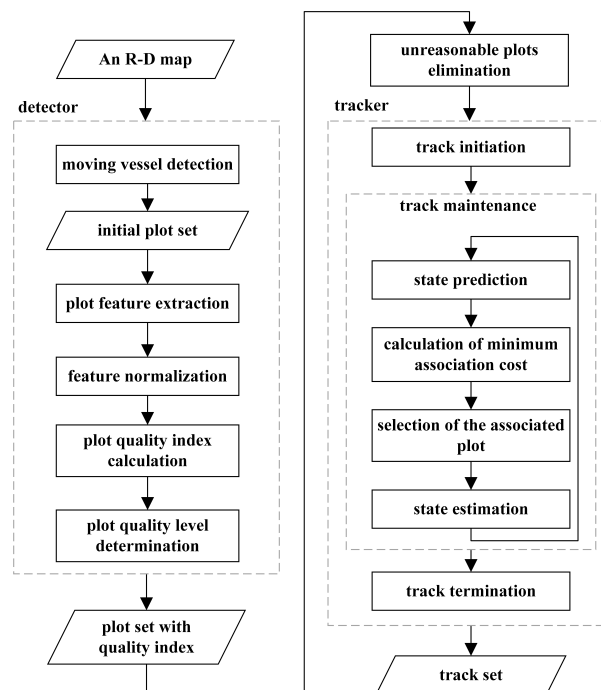 An R-D map
detector
moving vessel detection
initial plot set
plot feature extraction
feature normalization
plot quality index
calculation
plot quality level
determination
plot set with
quality index
unreasonable plots
elimination
tracker
track initiation
track maintenance
state prediction
calculation of minimum
association cost
selection of the associated
plot
state estimation
track termination
track set